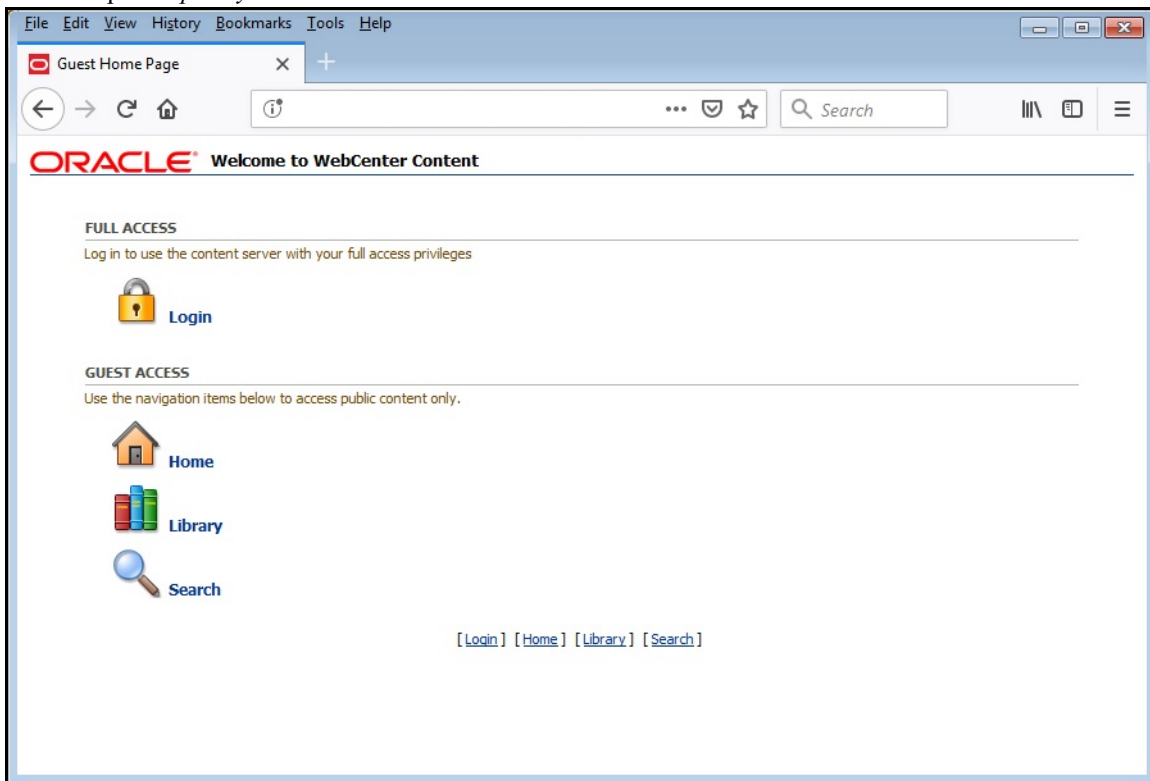 File Edit View History Bookmarks Tools Help
Guest Home Page
Search
ORACLE® Welcome to WebCenter Content
FULL ACCESS
Log in to use the content server with your full access privileges
Login
GUEST ACCESS
Use the navigation items below to access public content only.
Home
Library
Search
[ Login ] [ Home ] [ Library ] [ Search ]